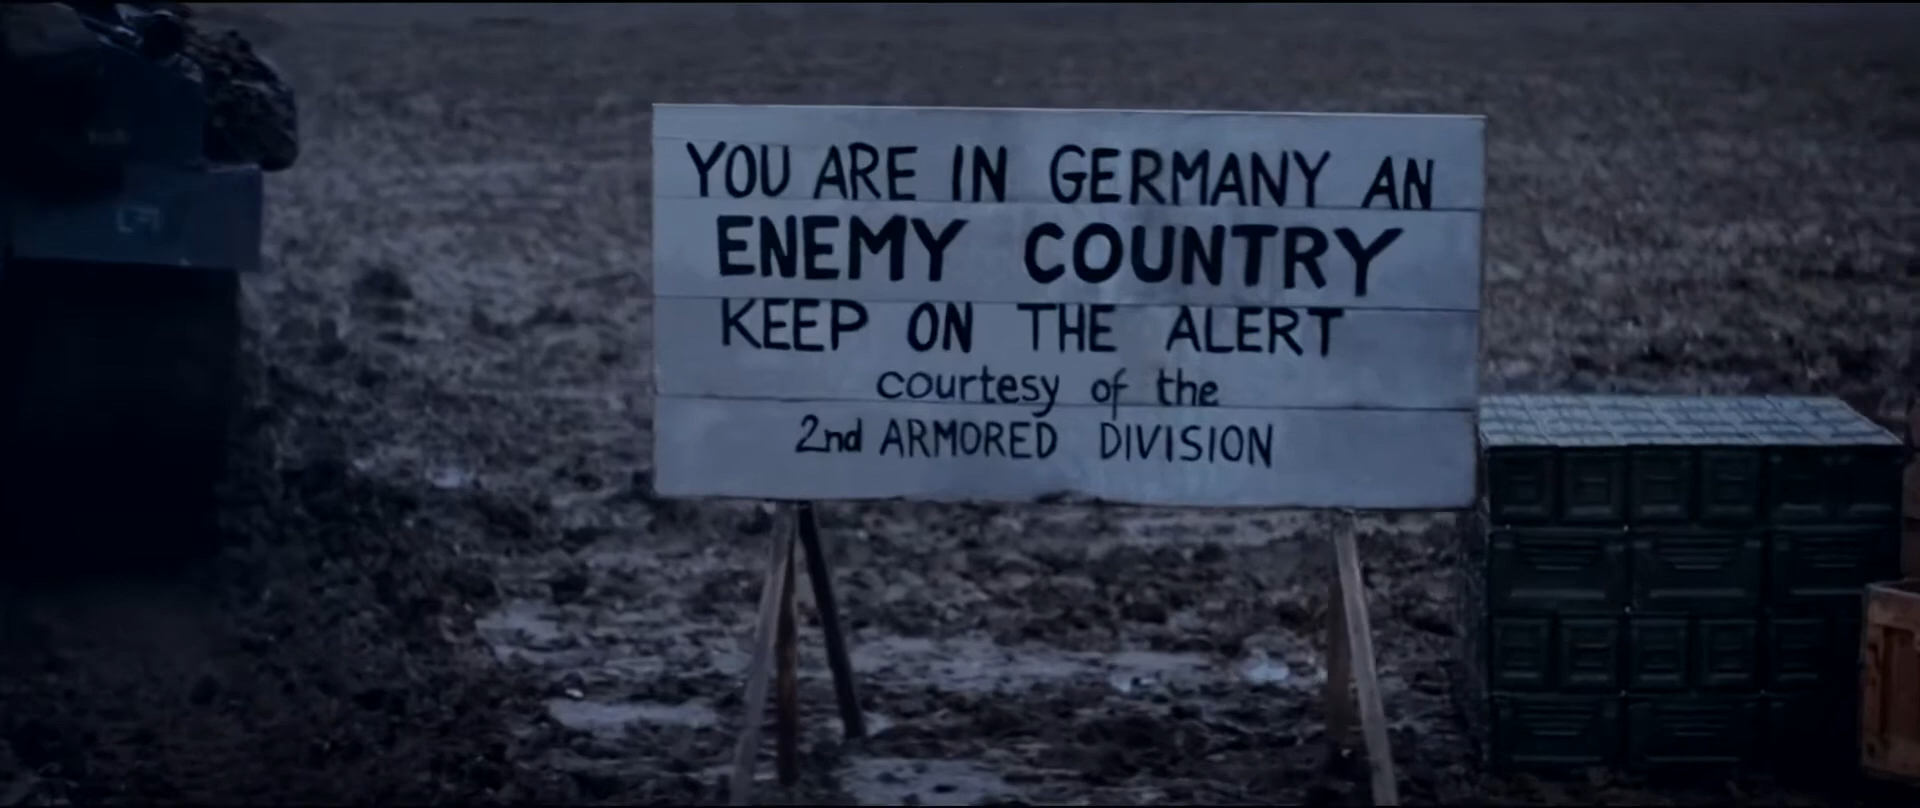 YOU ARE IN GERMANY AN
ENEMY COUNTRY
KEEP ON THE ALERT
courtesy of the
2nd ARMORED DIVISION